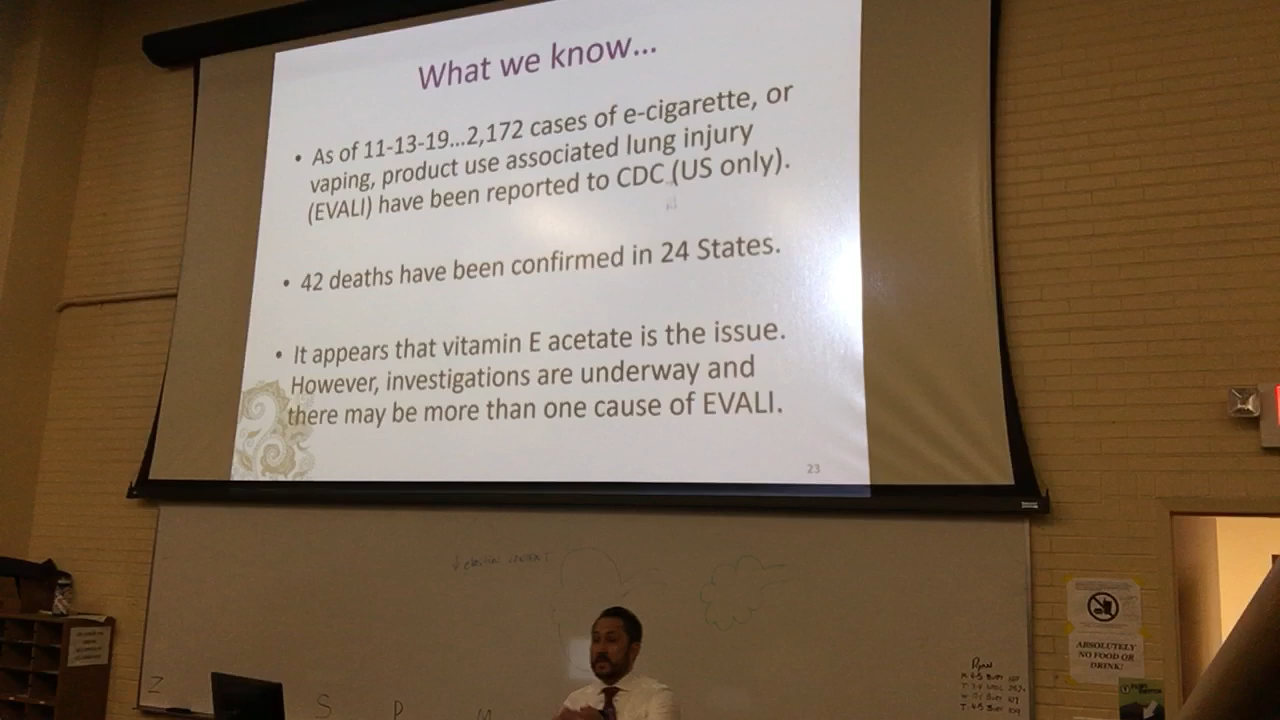 What we know...
• As of 11-13-19...2,172 cases of e-cigarette, or
vaping, product use associated lung injury
(EVALI) have been reported to CDC (US only).
• 42 deaths have been confirmed in 24 States.
• It appears that vitamin E acetate is the issue.
However, investigations are underway and
there may be more than one cause of EVALI.
23
Z
S
P
M
Ryan
ABSOLUTELY
NO FOOD OR
DRINK!